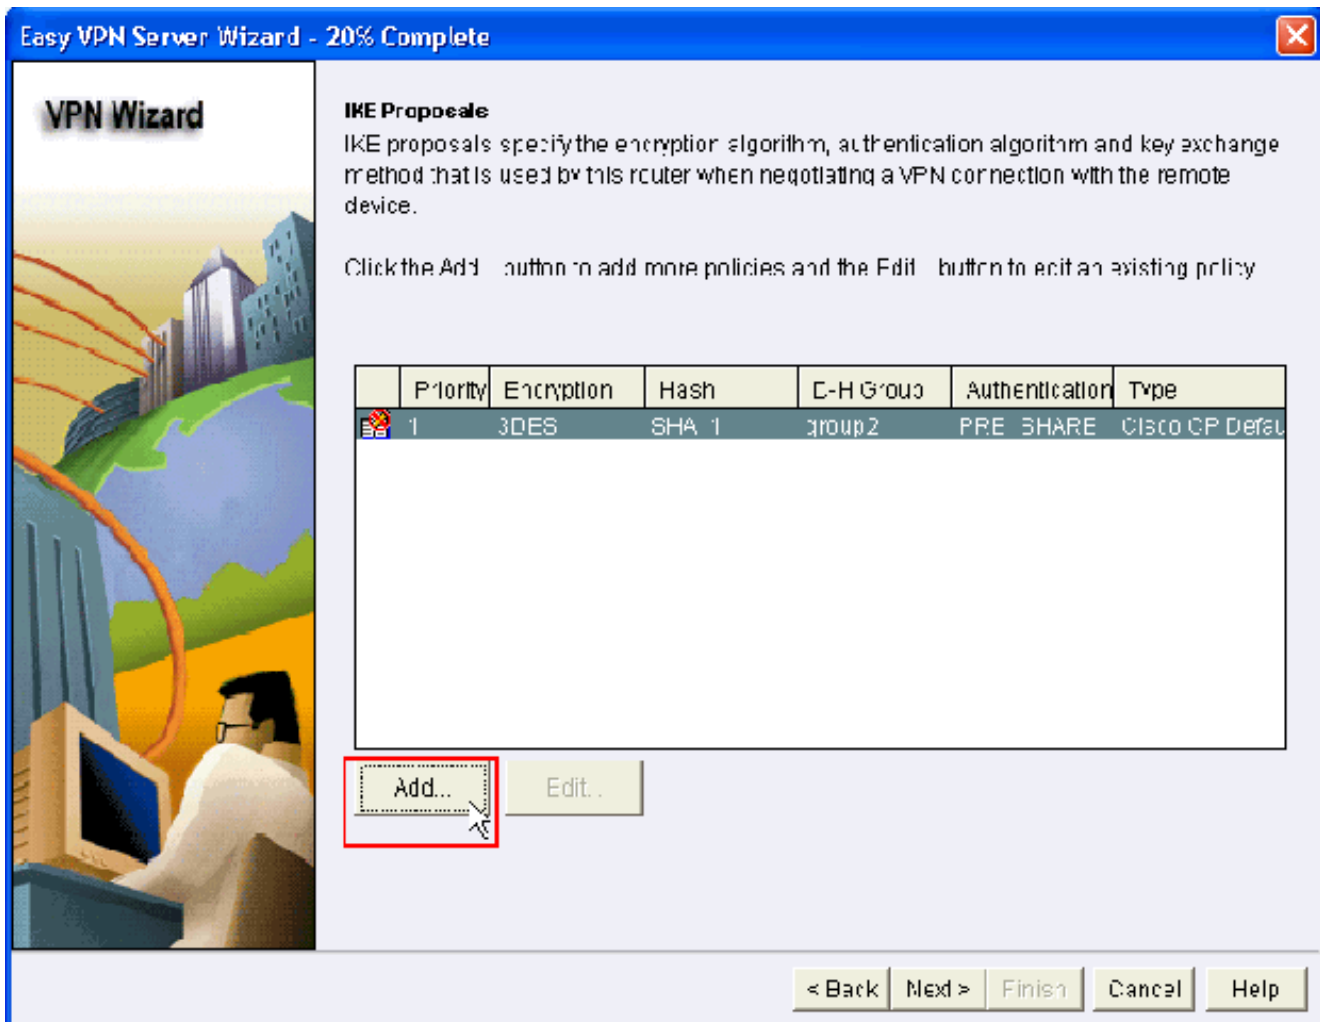 Easy VPN Server Wizard - 20% Complete
VPN Wizard
IKE Proposals
IKE proposals specify the encryption algorithm, authentication algorithm and key exchange
method that is used by this router when negotiating a VPN connection with the remote
device.
Click the Add... button to add more policies and the Edit... button to edit an existing policy.
Priority Encryption Hash D-H Group Authentication Type
1 3DES SHA_1 group2 PRE_SHARE Cisco CP Defau
Add... Edit...
< Back Next > Finish Cancel Help